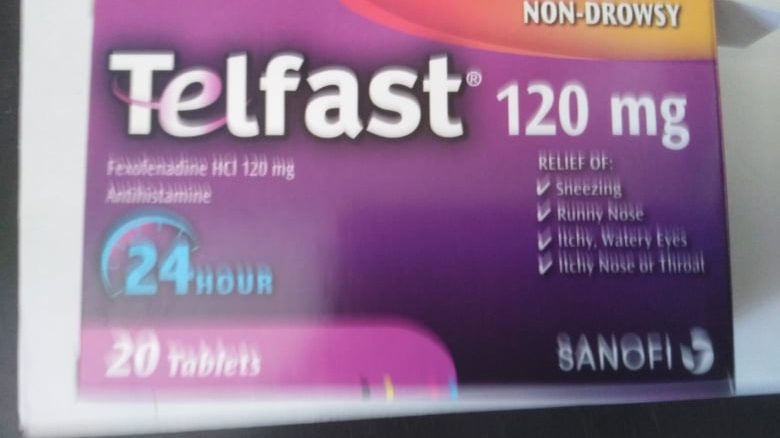 NON-DROWSY
Telfast® 120 mg
Fexofenadine HCl 120 mg
Antihistamine
RELIEF OF:
✓ Sneezing
✓ Runny Nose
✓ Itchy, Watery Eyes
✓ Itchy Nose or Throat
24 HOUR
20 Tablets
SANOFI